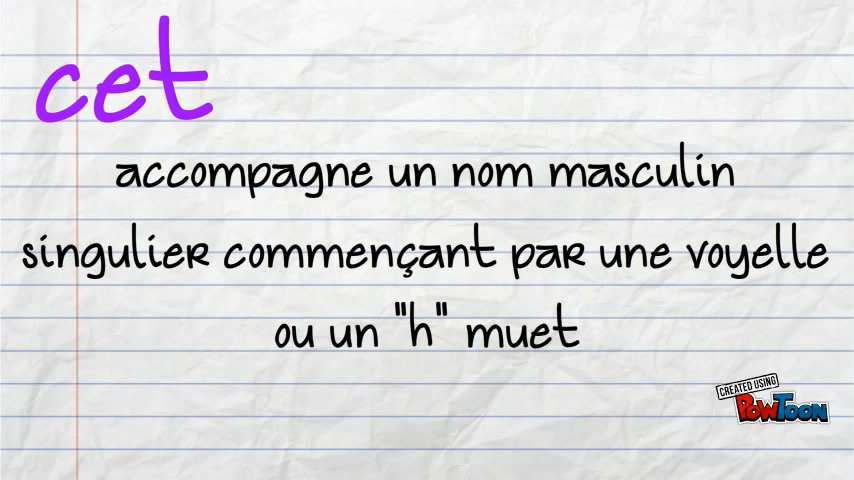 cet
accompagne un nom masculin
singulier commençant par une voyelle
ou un "h" muet
CREATED USING
POWTOON